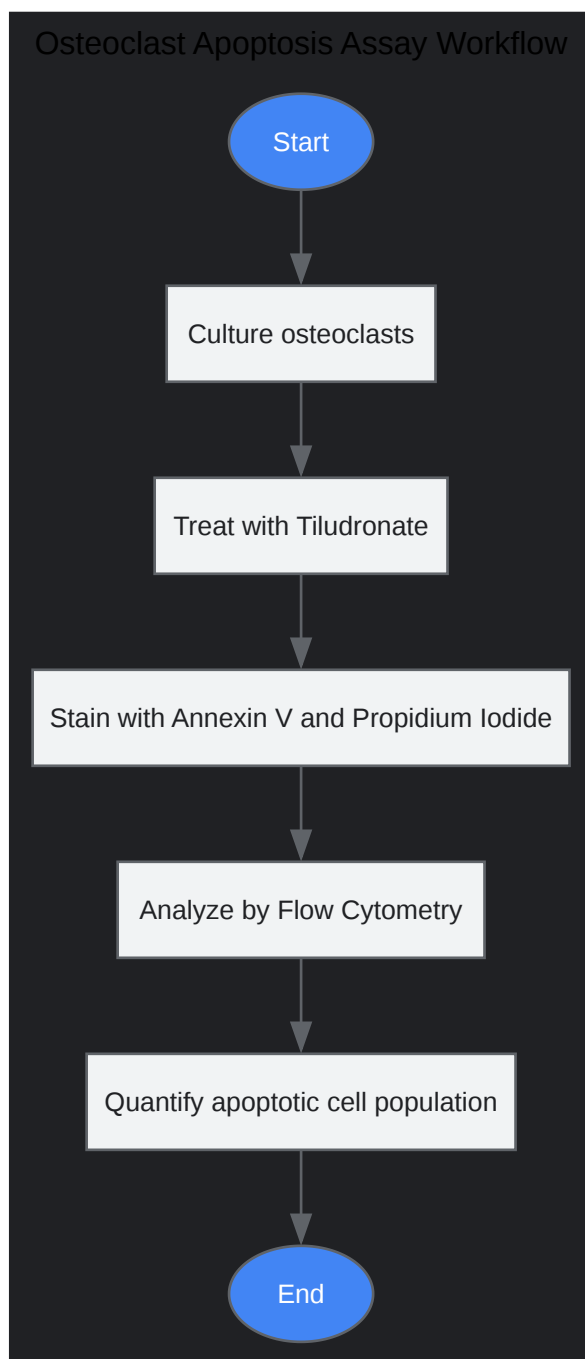 Osteoclast Apoptosis Assay Workflow
Start
Culture osteoclasts
Treat with Tiludronate
Stain with Annexin V and Propidium Iodide
Analyze by Flow Cytometry
Quantify apoptotic cell population
End